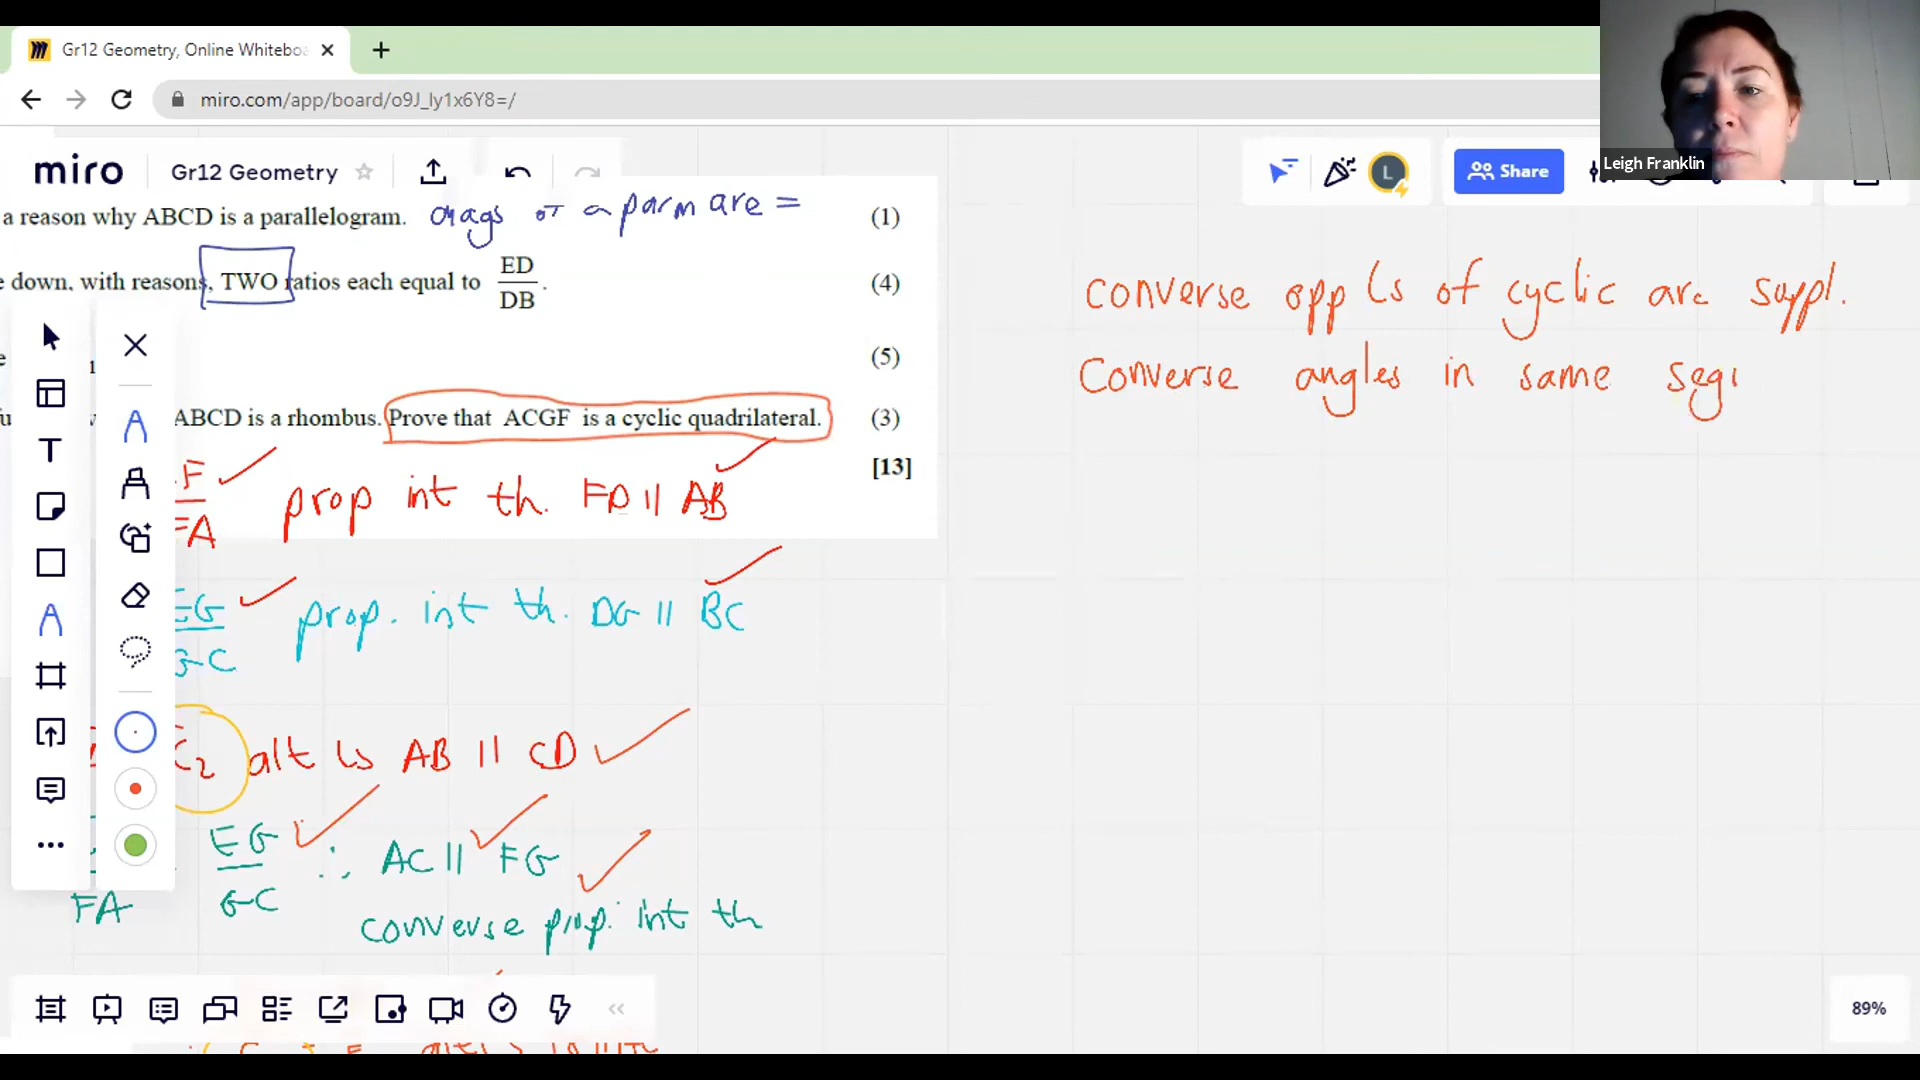 Gr12 Geometry, Online Whiteboa
miro.com/app/board/o9J_ly1x6Y8=/
Leigh Franklin
miro
Gr12 Geometry
L
Share
a reason why ABCD is a parallelogram.
diags of a parm are =
(1)
e down, with reasons, TWO ratios each equal to ED/DB.
(4)
(5)
ABCD is a rhombus. Prove that ACGF is a cyclic quadrilateral.
(3)
[13]
FA prop int th. FD || AB
EG
GC prop. int th. DG || BC
alt ∠s AB || CD
FA
EG
GC
∴ AC || FG
converse prop. int th
converse opp ∠s of cyclic are suppl.
Converse angles in same seg
89%